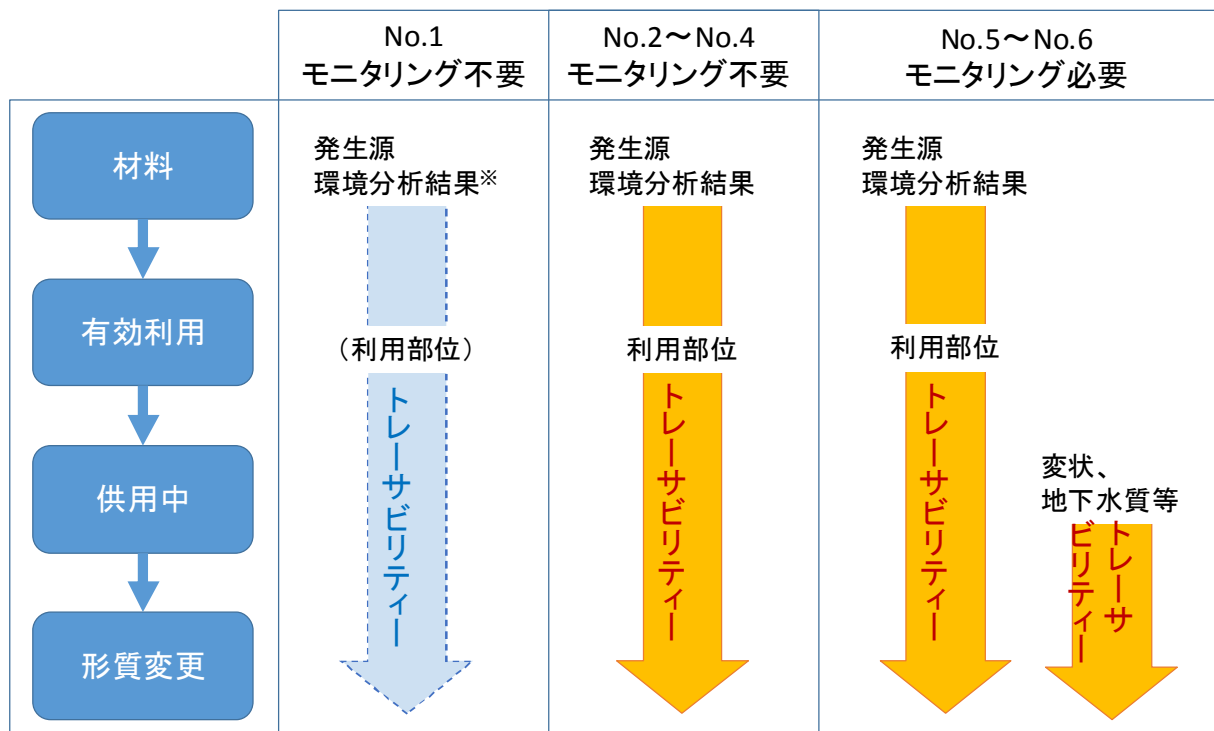 No.1
モニタリング不要
No.2～No.4
モニタリング不要
No.5～No.6
モニタリング必要
材料
有効利用
供用中
形質変更
発生源
環境分析結果※
（利用部位）
トレーサビリティー
発生源
環境分析結果
利用部位
トレーサビリティー
発生源
環境分析結果
利用部位
トレーサビリティー
変状、
地下水質等
トレーサ
ビリティー